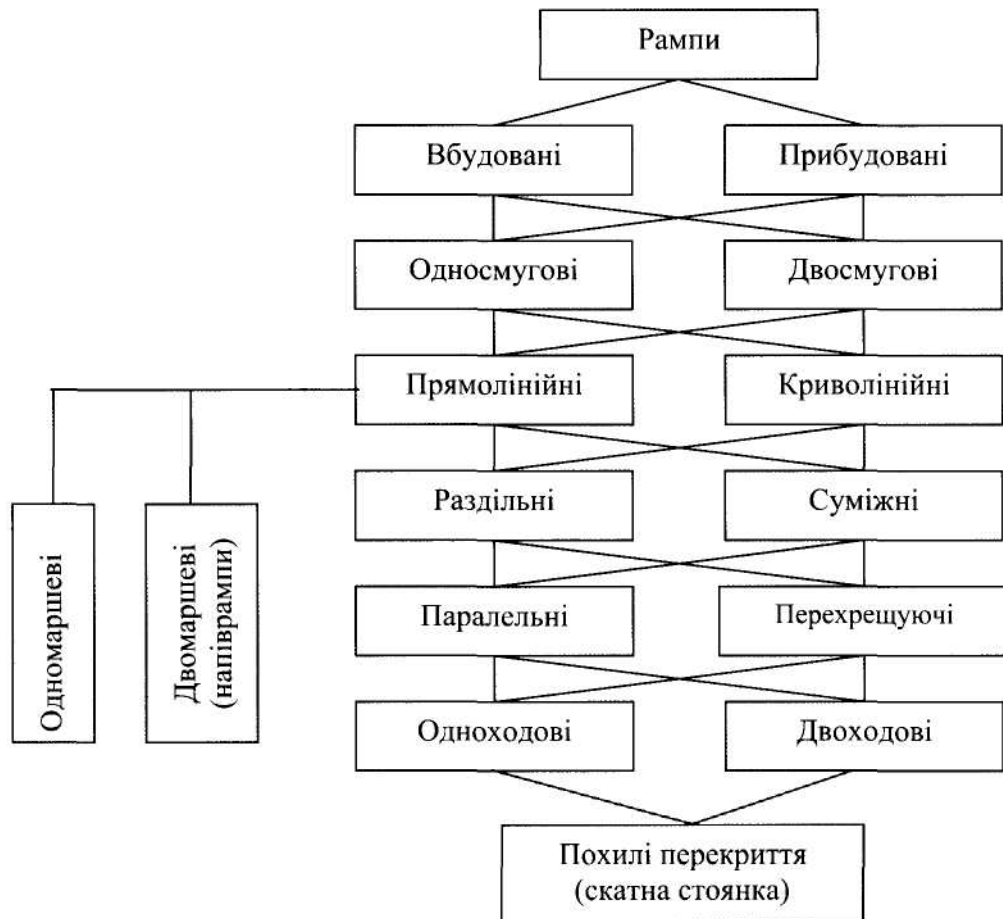 Рампи
Вбудовані
Прибудовані
Односмугові
Двосмугові
Прямолінійні
Криволінійні
Раздільні
Суміжні
Одномаршеві
Двомаршеві
(напіврампи)
Паралельні
Перехрещуючі
Одноходові
Двоходові
Похилі перекриття
(скатна стоянка)